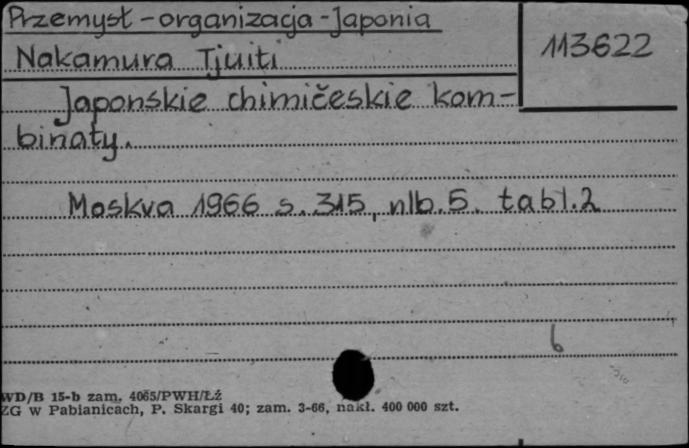 Przemysł-organizacja-Japonia
113622
Nakamura Tjuiti
Japonskie chimičeskie kom-
binaty.
Moskva 1966 s. 315, nlb. 5. tabl. 2
6
WD/B 15-b zam. 4065/PWH/Łź
ZG w Pabianicach, P. Skargi 40; zam. 3-66, nakł. 400 000 szt.